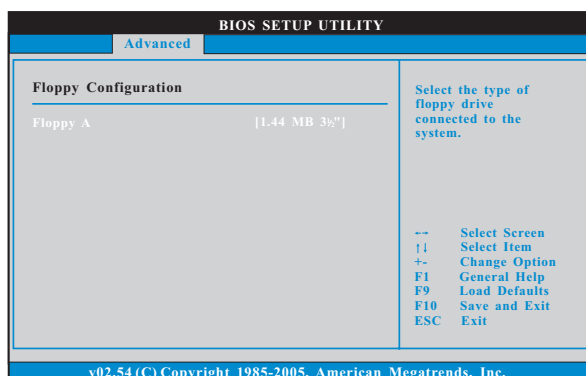 BIOS SETUP UTILITY
Advanced
Floppy Configuration
Floppy A [1.44 MB 3½"]
Select the type of
floppy drive
connected to the
system.
←→ Select Screen
↑↓ Select Item
+- Change Option
F1 General Help
F9 Load Defaults
F10 Save and Exit
ESC Exit
v02.54 (C) Copyright 1985-2005, American Megatrends, Inc.